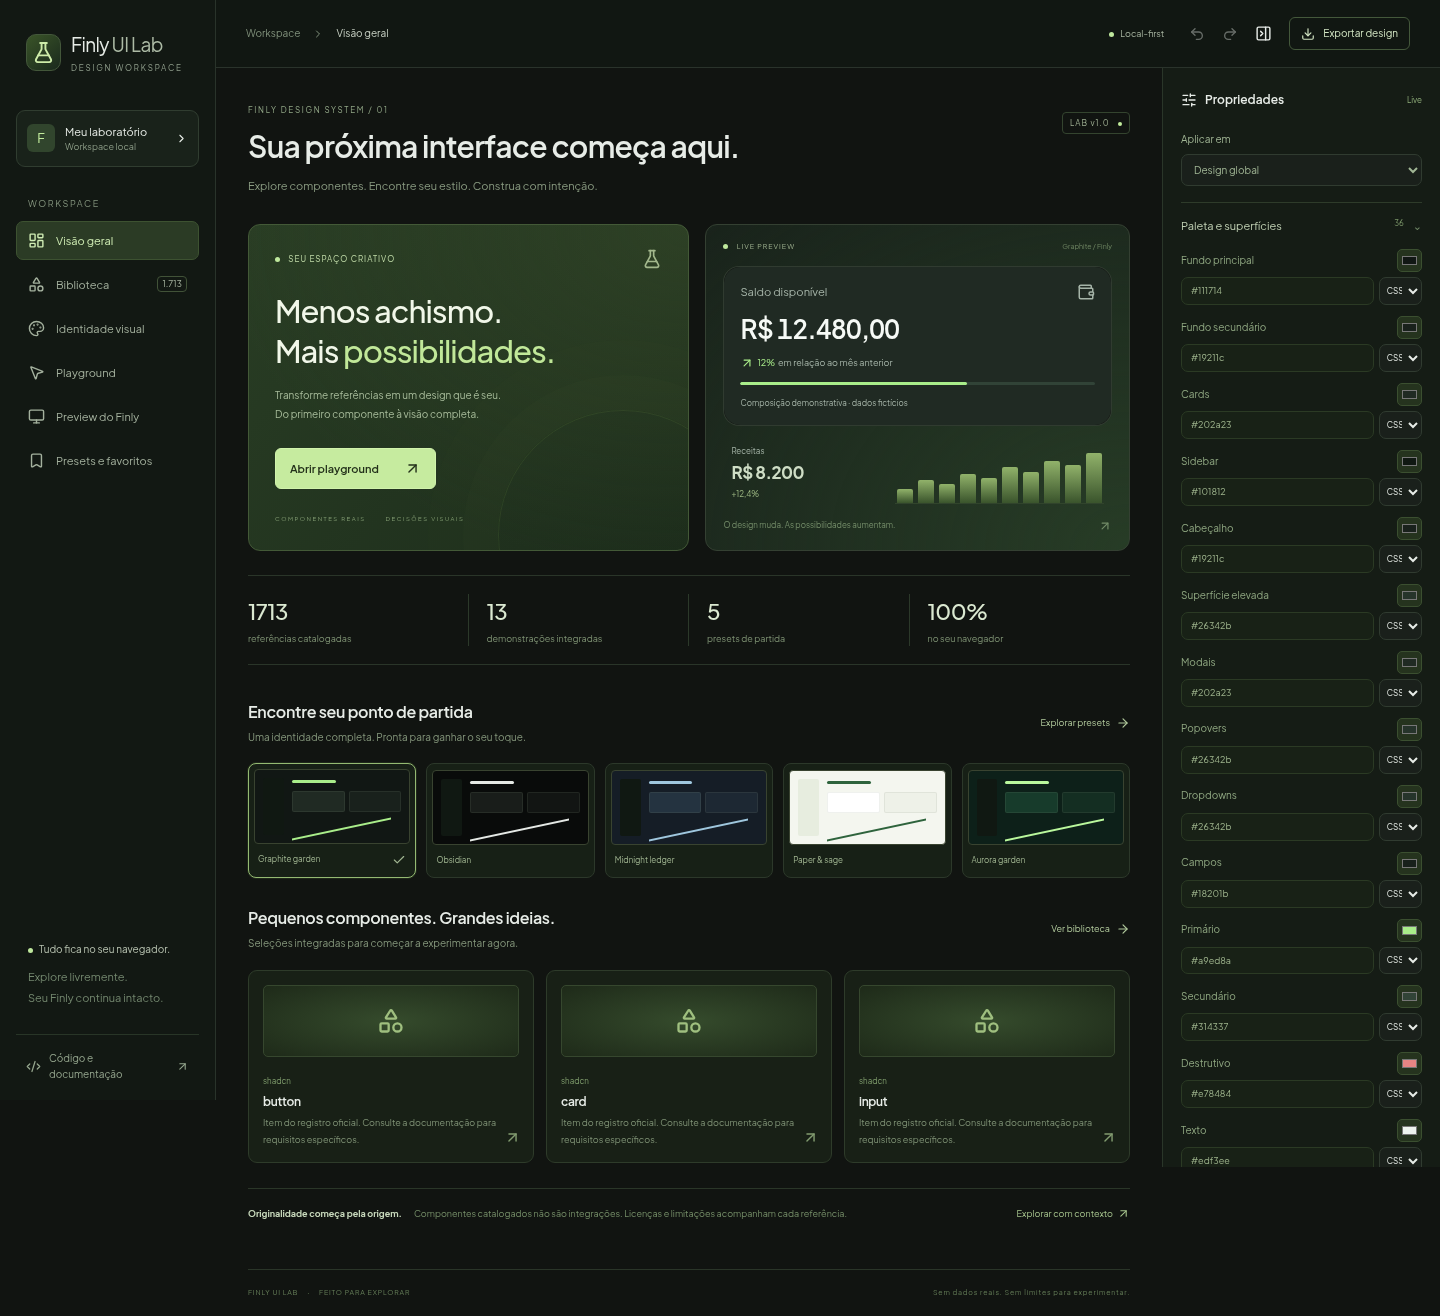 Finly UI Lab
DESIGN WORKSPACE
F
Meu laboratório
Workspace local
WORKSPACE
Visão geral
Biblioteca
1.713
Identidade visual
Playground
Preview do Finly
Presets e favoritos
Tudo fica no seu navegador.
Explore livremente.
Seu Finly continua intacto.
Código e
documentação
Workspace
Visão geral
Local-first
Exportar design
FINLY DESIGN SYSTEM / 01
Sua próxima interface começa aqui.
Explore componentes. Encontre seu estilo. Construa com intenção.
LAB v1.0
SEU ESPAÇO CRIATIVO
Menos achismo.
Mais possibilidades.
Transforme referências em um design que é seu.
Do primeiro componente à visão completa.
Abrir playground
COMPONENTES REAIS
DECISÕES VISUAIS
LIVE PREVIEW
Graphite / Finly
Saldo disponível
R$ 12.480,00
12% em relação ao mês anterior
Composição demonstrativa · dados fictícios
Receitas
R$ 8.200
+12,4%
O design muda. As possibilidades aumentam.
1713
referências catalogadas
13
demonstrações integradas
5
presets de partida
100%
no seu navegador
Encontre seu ponto de partida
Uma identidade completa. Pronta para ganhar o seu toque.
Explorar presets
Graphite garden
Obsidian
Midnight ledger
Paper & sage
Aurora garden
Pequenos componentes. Grandes ideias.
Seleções integradas para começar a experimentar agora.
Ver biblioteca
shadcn
button
Item do registro oficial. Consulte a documentação para
requisitos específicos.
shadcn
card
Item do registro oficial. Consulte a documentação para
requisitos específicos.
shadcn
input
Item do registro oficial. Consulte a documentação para
requisitos específicos.
Originalidade começa pela origem.
Componentes catalogados não são integrações. Licenças e limitações acompanham cada referência.
Explorar com contexto
FINLY UI LAB · FEITO PARA EXPLORAR
Sem dados reais. Sem limites para experimentar.
Propriedades
Live
Aplicar em
Design global
Paleta e superfícies
36
Fundo principal
#111714
CSS
Fundo secundário
#19211c
CSS
Cards
#202a23
CSS
Sidebar
#101812
CSS
Cabeçalho
#19211c
CSS
Superfície elevada
#26342b
CSS
Modais
#202a23
CSS
Popovers
#26342b
CSS
Dropdowns
#26342b
CSS
Campos
#18201b
CSS
Primário
#a9ed8a
CSS
Secundário
#314337
CSS
Destrutivo
#e78484
CSS
Texto
#edf3ee
CSS